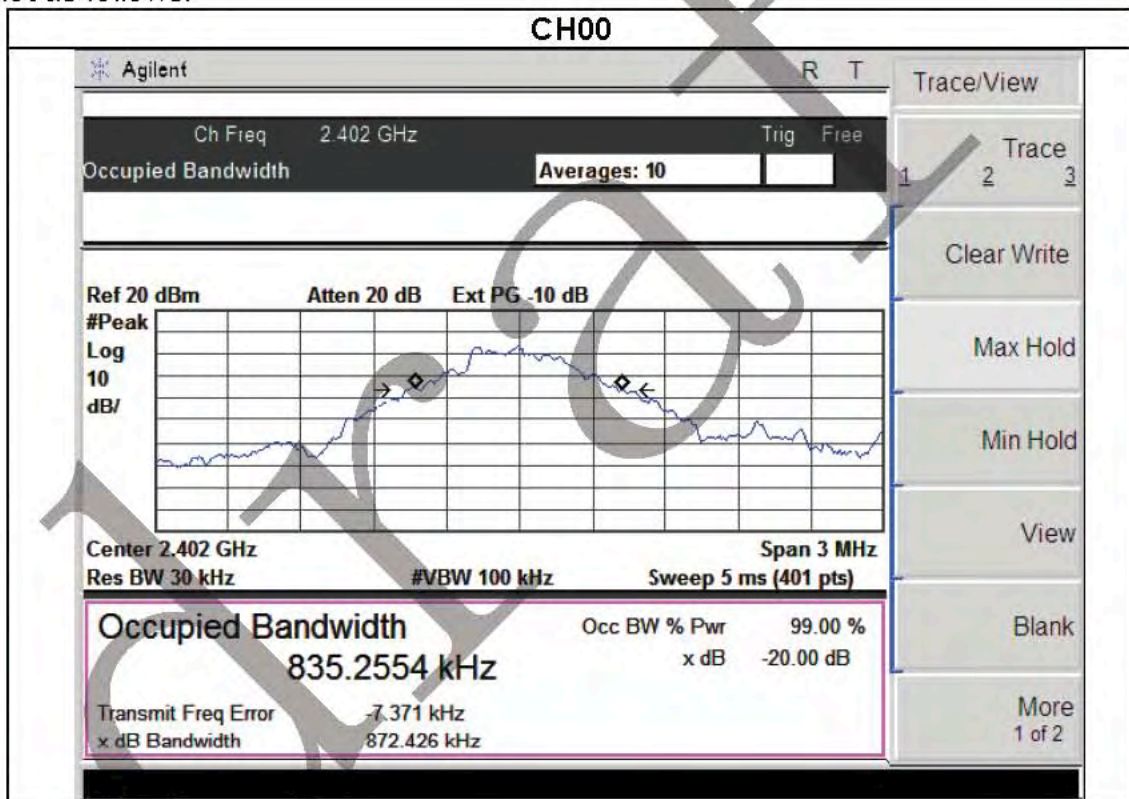 CH00
Agilent R T
Trace/View
Ch Freq 2.402 GHz Trig Free
Occupied Bandwidth Averages: 10
Trace
1 2 3
Clear Write
Ref 20 dBm Atten 20 dB Ext PG -10 dB
#Peak
Log
10
dB/
Max Hold
Min Hold
View
Center 2.402 GHz Span 3 MHz
Res BW 30 kHz #VBW 100 kHz Sweep 5 ms (401 pts)
Occupied Bandwidth Occ BW % Pwr 99.00 %
835.2554 kHz x dB -20.00 dB
Blank
Transmit Freq Error -7.371 kHz
x dB Bandwidth 872.426 kHz
More
1 of 2
draft